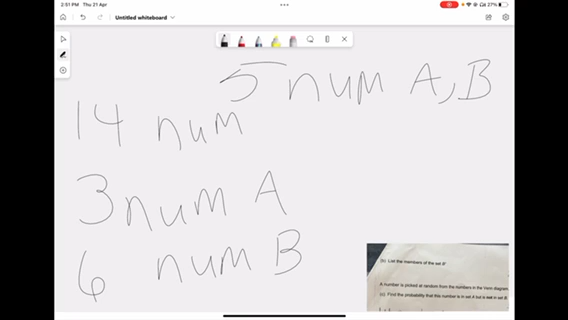 2:51 PM Thu 21 Apr
27%
Untitled whiteboard
5 num A, B
14 num
3 num A
6 num B
(b) List the members of the set B'
A number is picked at random from the numbers in the Venn diagram
(c) Find the probability that this number is in set A but is not in set B.